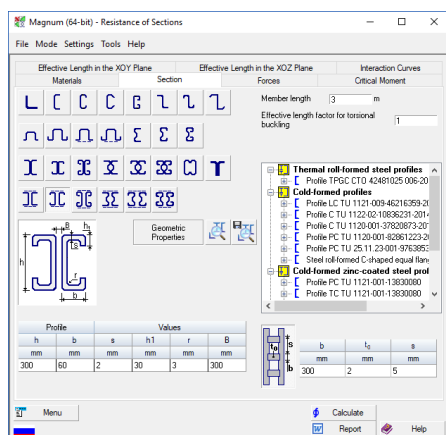 Magnum (64-bit) - Resistance of Sections
File Mode Settings Tools Help
Effective Length in the XOY Plane Effective Length in the XOZ Plane Interaction Curves
Materials Section Forces Critical Moment
Member length 3 m
Effective length factor for torsional
buckling 1
Thermal roll-formed steel profiles
Profile TPGC CTO 42481025 006-20
Cold-formed profiles
Profile LC TU 1121-009-46216359-20
Profile C TU 1122-02-10836231-201
Profile C TU 1120-001-37820873-20
Profile PC TU 1120-001-82861223-2
Profile PC TU 25.11.23-001-9763853
Steel roll-formed C-shaped equal flang
Cold-formed zinc-coated steel prof
Profile PC TU 1121-001-13830080
Profile TC TU 1121-001-13830080
Geometric
Properties
B h₁
s
h
r
b
Profile Values
h b s h1 r B
mm mm mm mm mm mm
300 60 2 30 3 300
t₀ s
b
b t₀ s
mm mm mm
300 2 5
Menu Calculate
Report Help